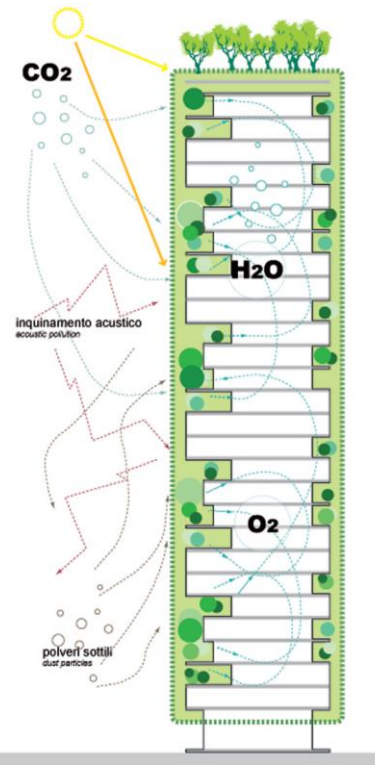 CO2
H2O
inquinamento acustico
acoustic pollution
O2
polveri sottili
dust particles